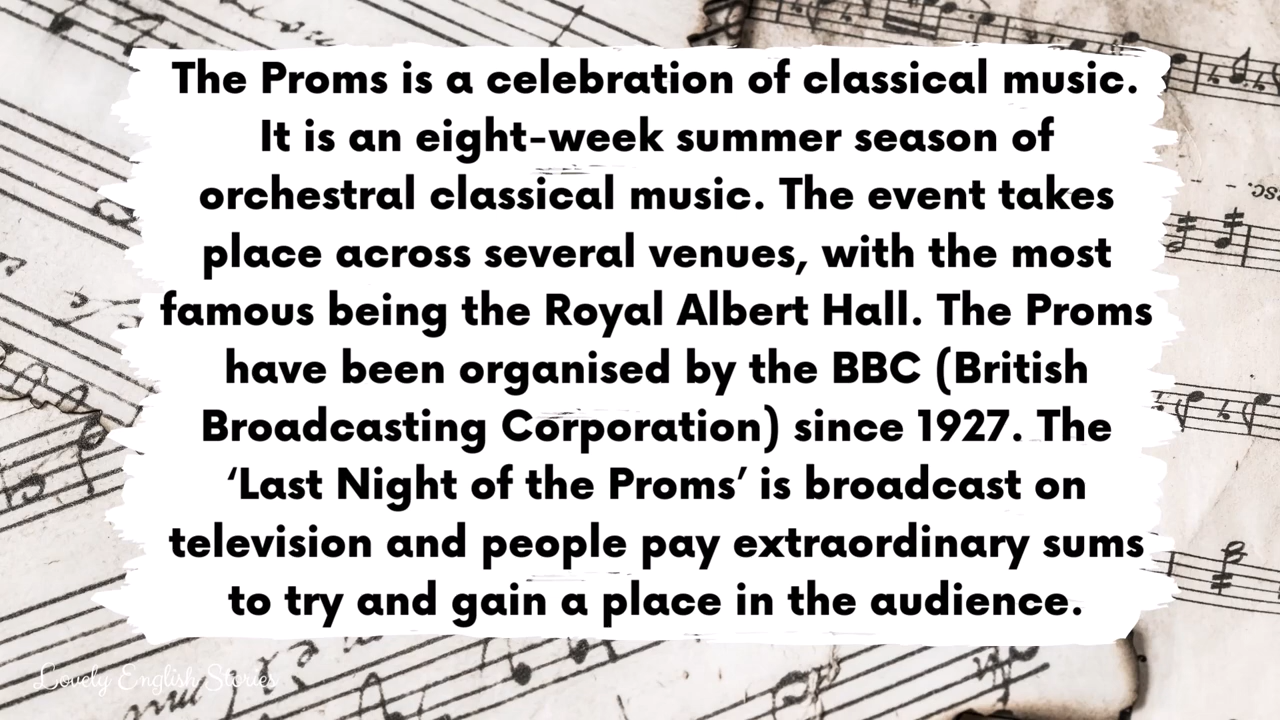 The Proms is a celebration of classical music.
It is an eight-week summer season of
orchestral classical music. The event takes
place across several venues, with the most
famous being the Royal Albert Hall. The Proms
have been organised by the BBC (British
Broadcasting Corporation) since 1927. The
‘Last Night of the Proms’ is broadcast on
television and people pay extraordinary sums
to try and gain a place in the audience.
Lovely English Stories